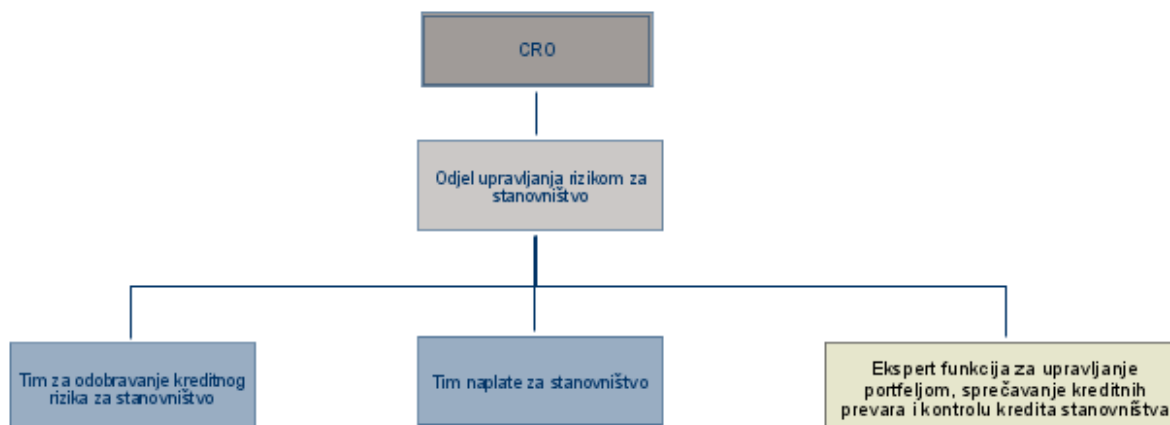 CRO
Odjel upravljanja rizikom za
stanovništvo
Tim za odobravanje kreditnog
rizika za stanovništvo
Tim naplate za stanovništvo
Ekspert funkcija za upravljanje
portfeljom, sprečavanje kreditnih
prevara i kontrolu kredita stanovništva